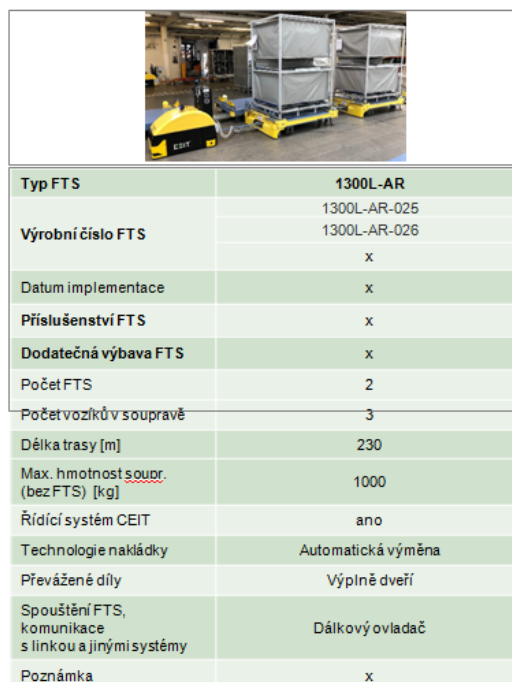 CEIT
Typ FTS 1300L-AR
Výrobní číslo FTS
1300L-AR-025
1300L-AR-026
x
Datum implementace x
Příslušenství FTS x
Dodatečná výbava FTS x
Počet FTS 2
Počet vozíků v soupravě 3
Délka trasy [m] 230
Max. hmotnost soupr.
(bez FTS) [kg] 1000
Řídící systém CEIT ano
Technologie nakládky Automatická výměna
Převážené díly Výplně dveří
Spouštění FTS,
komunikace
s linkou a jinými systémy
Dálkový ovladač
Poznámka x